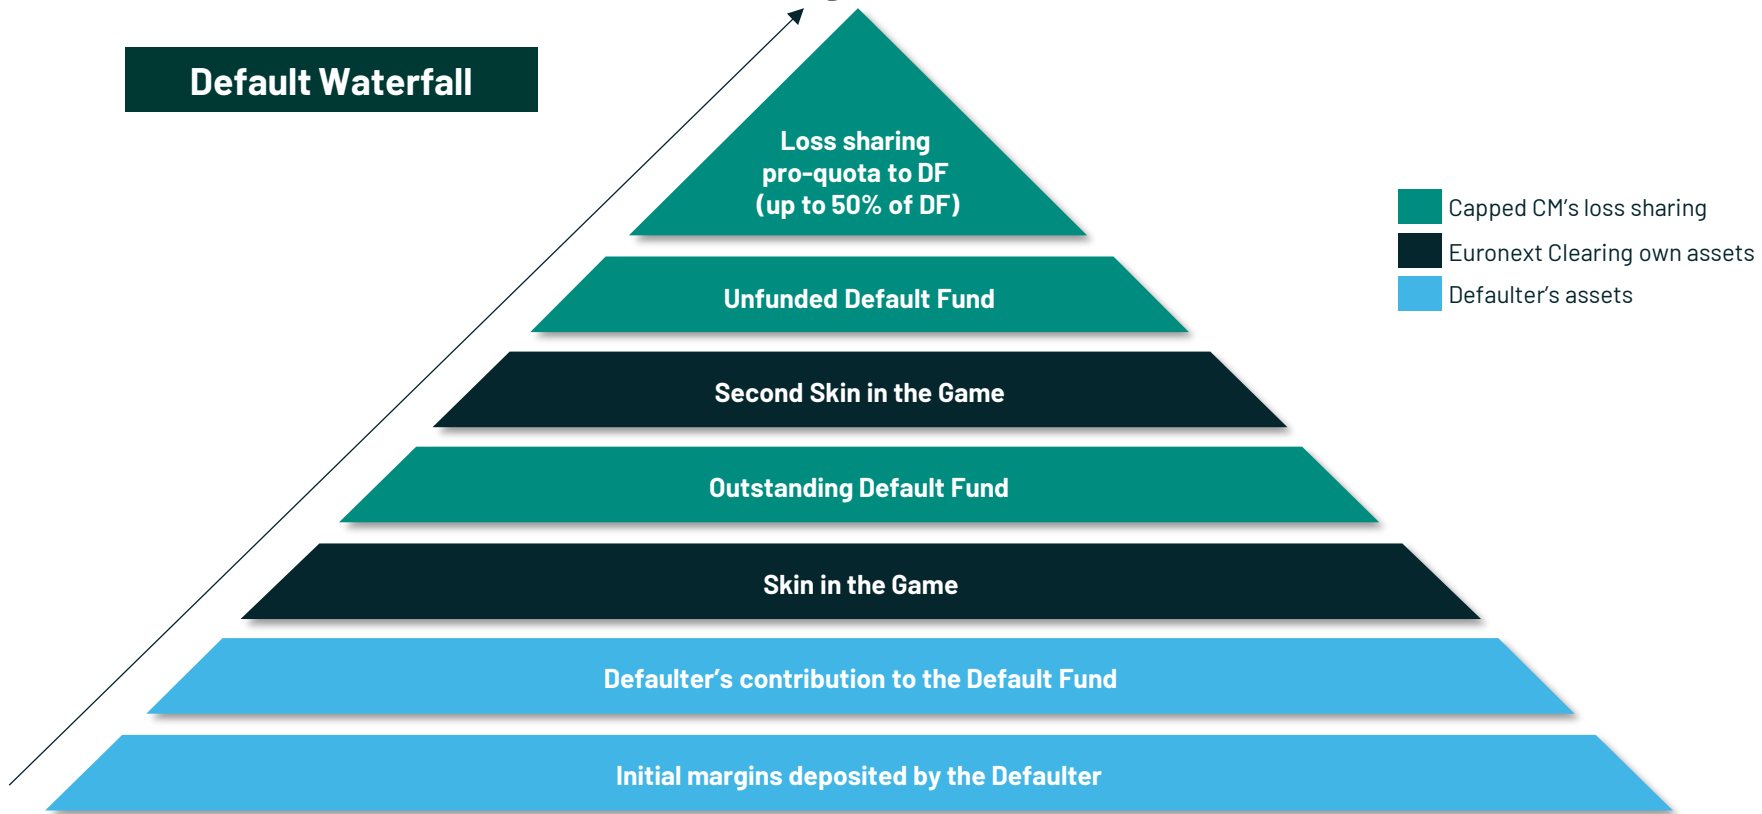 Default Waterfall
Loss sharing
pro-quota to DF
(up to 50% of DF)
Unfunded Default Fund
Second Skin in the Game
Outstanding Default Fund
Skin in the Game
Defaulter’s contribution to the Default Fund
Initial margins deposited by the Defaulter
Capped CM’s loss sharing
Euronext Clearing own assets
Defaulter’s assets